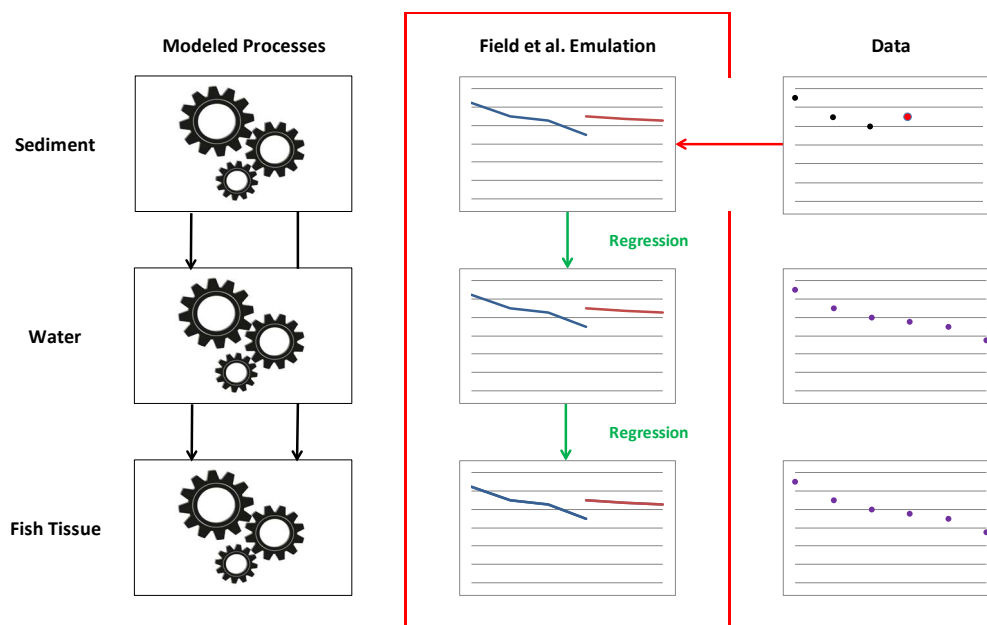 Modeled Processes
Field et al. Emulation
Data
Sediment
Regression
Water
Regression
Fish Tissue